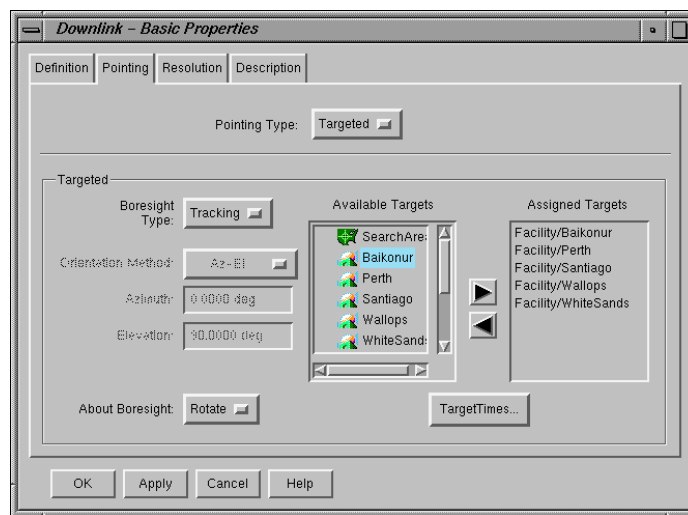 Downlink – Basic Properties
Definition Pointing Resolution Description
Pointing Type: Targeted
Targeted
Boresight Type: Tracking
Orientation Method: Az-El
Azimuth: 0.0000 deg
Elevation: 90.0000 deg
About Boresight: Rotate
Available Targets
SearchAre
Baikonur
Perth
Santiago
Wallops
WhiteSand
Assigned Targets
Facility/Baikonur
Facility/Perth
Facility/Santiago
Facility/Wallops
Facility/WhiteSands
TargetTimes...
OK Apply Cancel Help